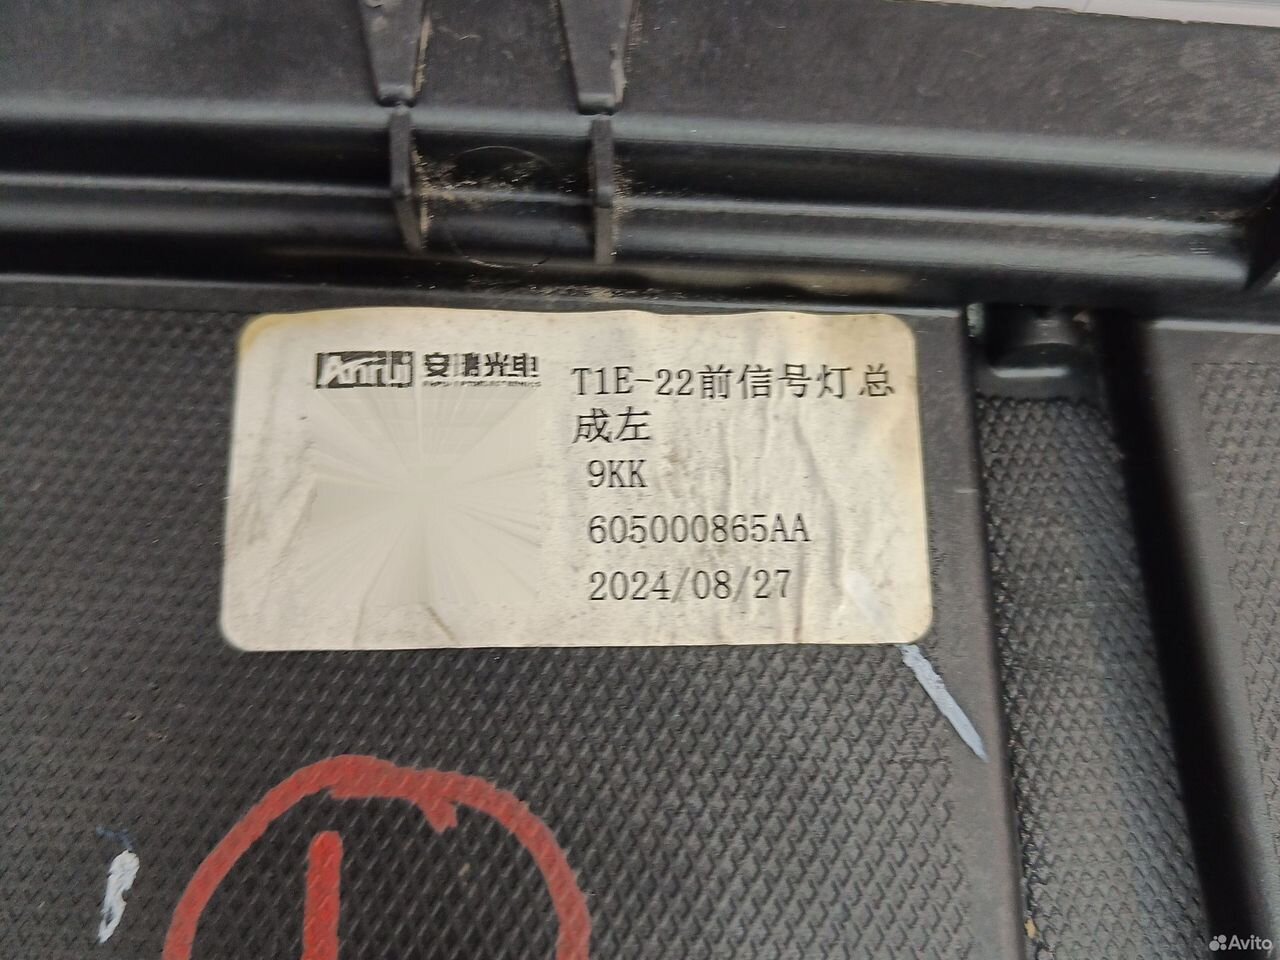 AnRui 安瑞光电
T1E-22前信号灯总
成左
9KK
605000865AA
2024/08/27
Avito